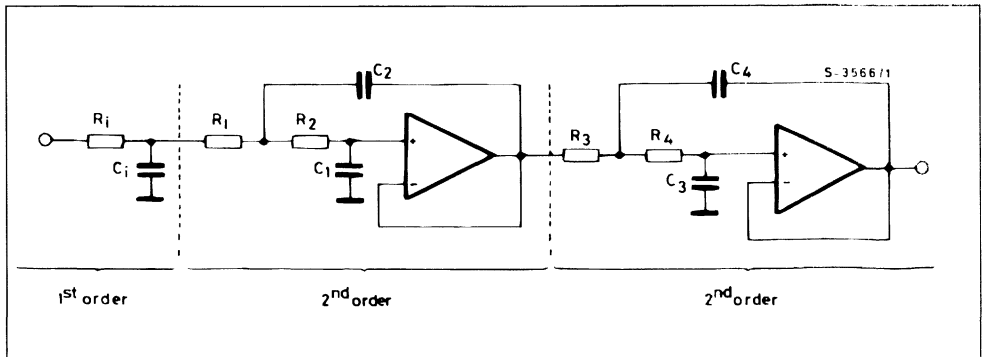 C2
C4
S-3566/1
Ri
R1
R2
R3
R4
+
+
Ci
C1
C3
−
−
1st order
2nd order
2nd order